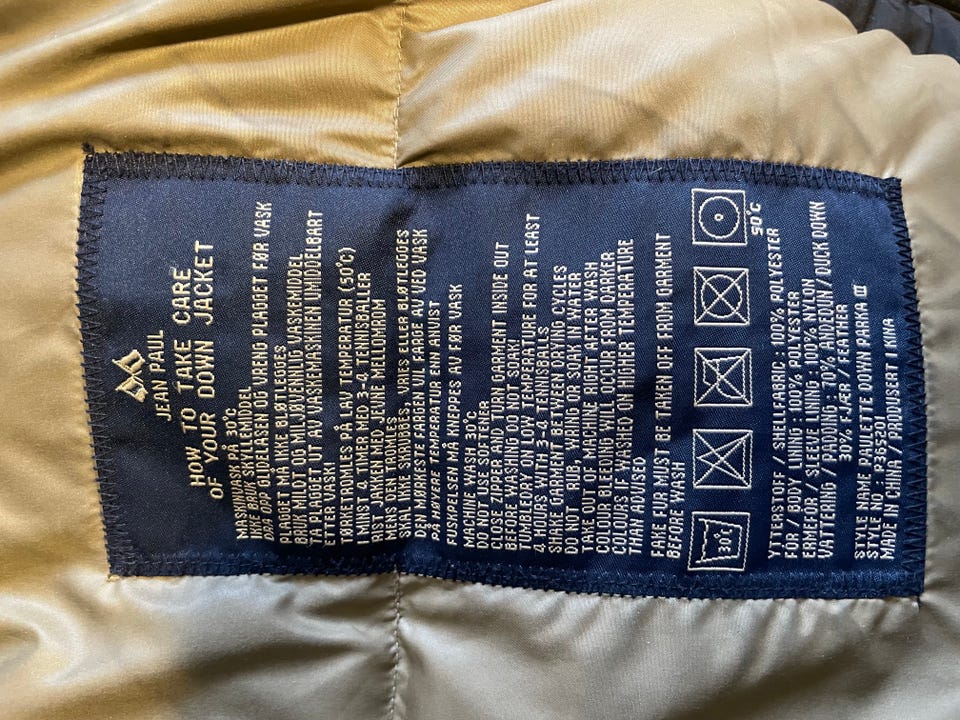 JEAN PAUL
HOW TO TAKE CARE
OF YOUR DOWN JACKET
MASKINVASK PÅ 30°C
IKKE BRUK SKYLLEMIDDEL
DRA OPP GLIDELÅSEN OG VRENG PLAGGET FØR VASK
PLAGGET MÅ IKKE BLØTLEGGES
BRUK MILDT OG MILJØVENNLIG VASKEMIDDEL
TA PLAGGET UT AV VASKEMASKINEN UMIDDELBART
ETTER VASK!
TØRKETROMLES PÅ LAV TEMPERATUR (50°C)
I MINST 4 TIMER MED 3-4 TENNISBALLER
RIST JAKKEN MED JEVNE MELLOMROM
MENS DEN TROMLES
SKAL IKKE SKRUBBES, VRIES ELLER BLØTLEGGES
UNNGÅ
FARGEN VIL FARGE AV VED VASK
PÅ HØYERE TEMPERATUR ENN ANVIST
FUSKPELSEN MÅ KNEPPES AV FØR VASK
MACHINE WASH 30°C
DO NOT USE SOFTENER
CLOSE ZIPPER AND TURN GARMENT INSIDE OUT
BEFORE WASHING DO NOT SOAK!
TUMBLEDRY ON LOW TEMPERATURE FOR AT LEAST
4 HOURS WITH 3-4 TENNISBALLS
SHAKE GARMENT BETWEEN DRYING CYCLES
DO NOT RUB, WRING OR SOAK IN WATER
TAKE OUT OF MACHINE RIGHT AFTER WASH
COLOUR BLEEDING WILL OCCUR FROM DARKER
COLOURS IF WASHED ON HIGHER TEMPERATURE
THAN ADVISED
FAKE FUR MUST BE TAKEN OFF FROM GARMENT
BEFORE WASH
30°C
50°C
YTTERSTOFF / SHELLFABRIC : 100% POLYESTER
FOR / BODY LINING : 100% POLYESTER
ERMEFOR / SLEEVE LINING : 100% NYLON
VATTERING / PADDING : 70% ANDEDUN / DUCK DOWN
30% FJÆR / FEATHER
STYLE NAME : PAULETTE DOWN PARKA III
STYLE NO : P365201
MADE IN CHINA / PRODUSERT I KINA